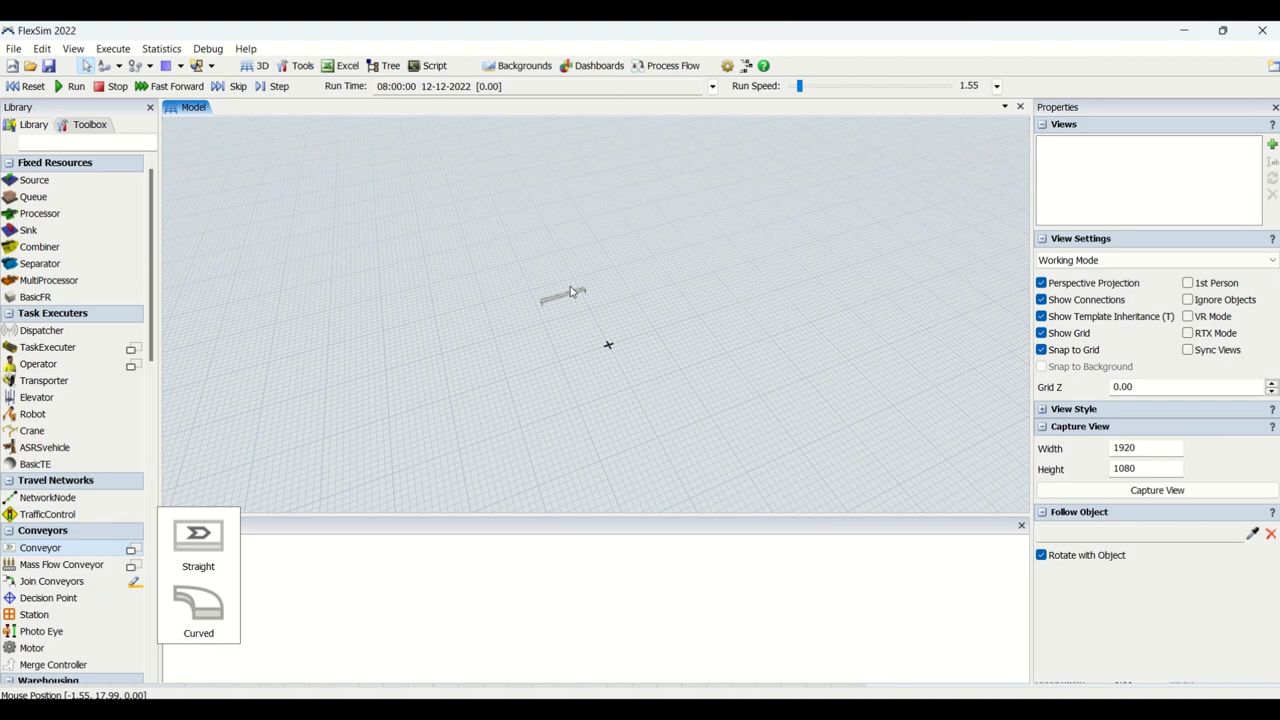 FlexSim 2022
File Edit View Execute Statistics Debug Help
3D Tools Excel Tree Script Backgrounds Dashboards Process Flow
Reset Run Stop Fast Forward Skip Step Run Time: 08:00:00 12-12-2022 [0.00] Run Speed: 1.55
Library
Library Toolbox
Fixed Resources
Source
Queue
Processor
Sink
Combiner
Separator
MultiProcessor
BasicFR
Task Executers
Dispatcher
TaskExecuter
Operator
Transporter
Elevator
Robot
Crane
ASRSvehicle
BasicTE
Travel Networks
NetworkNode
TrafficControl
Conveyors
Conveyor
Mass Flow Conveyor
Join Conveyors
Decision Point
Station
Photo Eye
Motor
Merge Controller
Warehousing
Mouse Position [-1.55, 17.99, 0.00]
Model
Straight
Curved
Properties
Views
View Settings
Working Mode
Perspective Projection 1st Person
Show Connections Ignore Objects
Show Template Inheritance (T) VR Mode
Show Grid RTX Mode
Snap to Grid Sync Views
Snap to Background
Grid Z 0.00
View Style
Capture View
Width 1920
Height 1080
Capture View
Follow Object
Rotate with Object